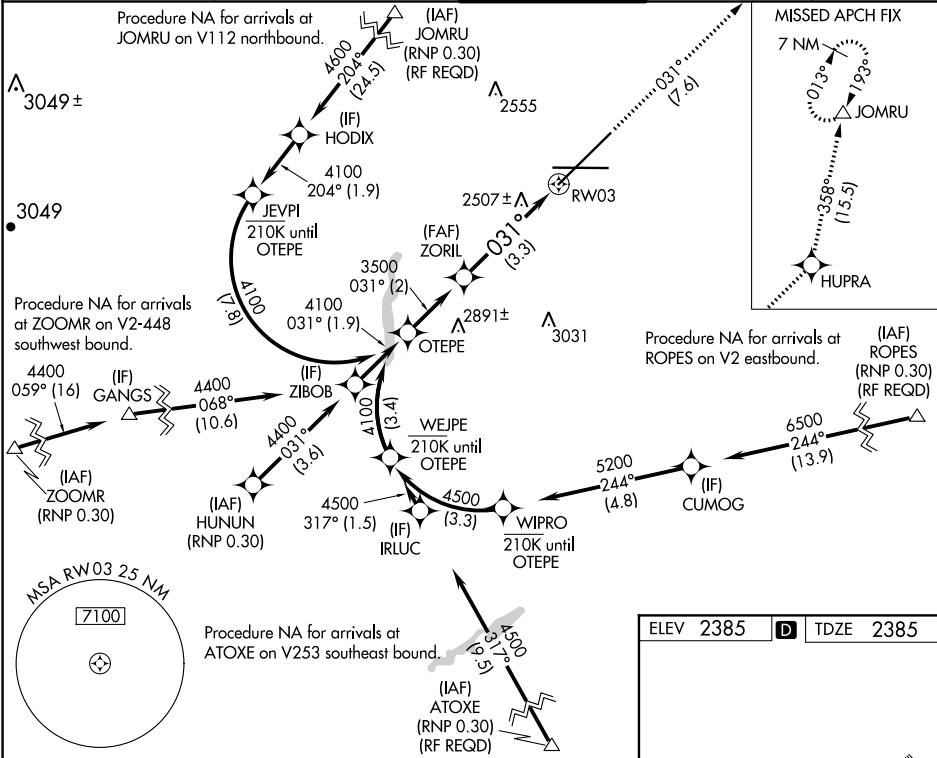 Procedure NA for arrivals at
JOMRU on V112 northbound.
(IAF)
JOMRU
(RNP 0.30)
(RF REQD)
4600
204°
(24.5)
3049±
3049
(IF)
HODIX
4100
204° (1.9)
JEVPI
210K until
OTEPE
4100
(7.8)
2555
031°
(7.6)
RW03
2507±
031°
(3.3)
(FAF)
ZORIL
3500
031° (2)
4100
031° (1.9)
OTEPE
2891±
3031
MISSED APCH FIX
7 NM
013°
193°
JOMRU
358°
(15.5)
HUPRA
Procedure NA for arrivals
at ZOOMR on V2-448
southwest bound.
4400
059° (16)
(IF)
GANGS
4400
068°
(10.6)
(IF)
ZIBOB
(IAF)
ZOOMR
(RNP 0.30)
4400
031°
(3.6)
(IAF)
HUNUN
(RNP 0.30)
4100
(3.4)
WEJPE
210K until
OTEPE
4500
317° (1.5)
(IF)
IRLUC
4500
(3.3)
WIPRO
210K until
OTEPE
5200
244°
(4.8)
(IF)
CUMOG
6500
244°
(13.9)
Procedure NA for arrivals at
ROPES on V2 eastbound.
(IAF)
ROPES
(RNP 0.30)
(RF REQD)
MSA RW03 25 NM
7100
Procedure NA for arrivals at
ATOXE on V253 southeast bound.
4500
317°
(9.5)
(IAF)
ATOXE
(RNP 0.30)
(RF REQD)
ELEV 2385 D TDZE 2385